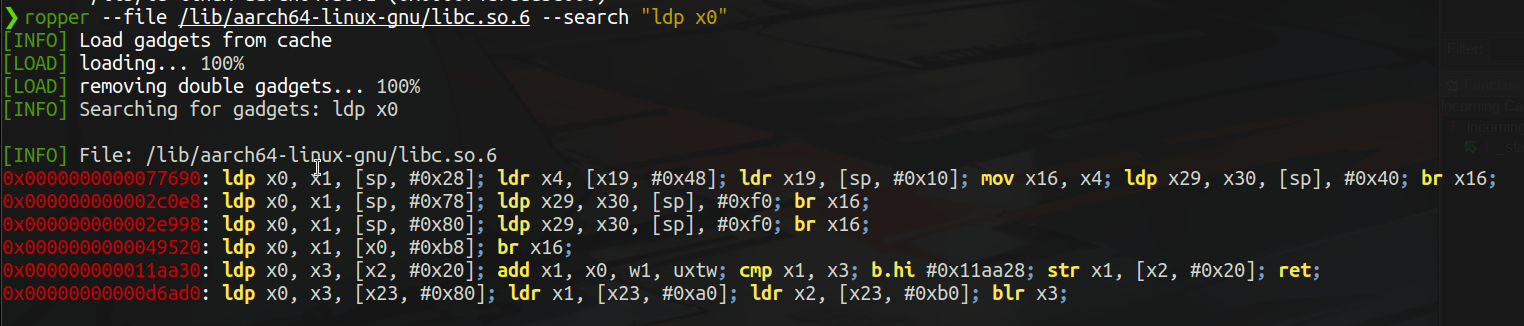 ❯ ropper --file /lib/aarch64-linux-gnu/libc.so.6 --search "ldp x0"
[INFO] Load gadgets from cache
[LOAD] loading... 100%
[LOAD] removing double gadgets... 100%
[INFO] Searching for gadgets: ldp x0
[INFO] File: /lib/aarch64-linux-gnu/libc.so.6
0x0000000000077690: ldp x0, x1, [sp, #0x28]; ldr x4, [x19, #0x48]; ldr x19, [sp, #0x10]; mov x16, x4; ldp x29, x30, [sp], #0x40; br x16;
0x000000000002c0e8: ldp x0, x1, [sp, #0x78]; ldp x29, x30, [sp], #0xf0; br x16;
0x000000000002e998: ldp x0, x1, [sp, #0x80]; ldp x29, x30, [sp], #0xf0; br x16;
0x0000000000049520: ldp x0, x1, [x0, #0xb8]; br x16;
0x000000000011aa30: ldp x0, x3, [x2, #0x20]; add x1, x0, w1, uxtw; cmp x1, x3; b.hi #0x11aa28; str x1, [x2, #0x20]; ret;
0x00000000000d6ad0: ldp x0, x3, [x23, #0x80]; ldr x1, [x23, #0xa0]; ldr x2, [x23, #0xb0]; blr x3;